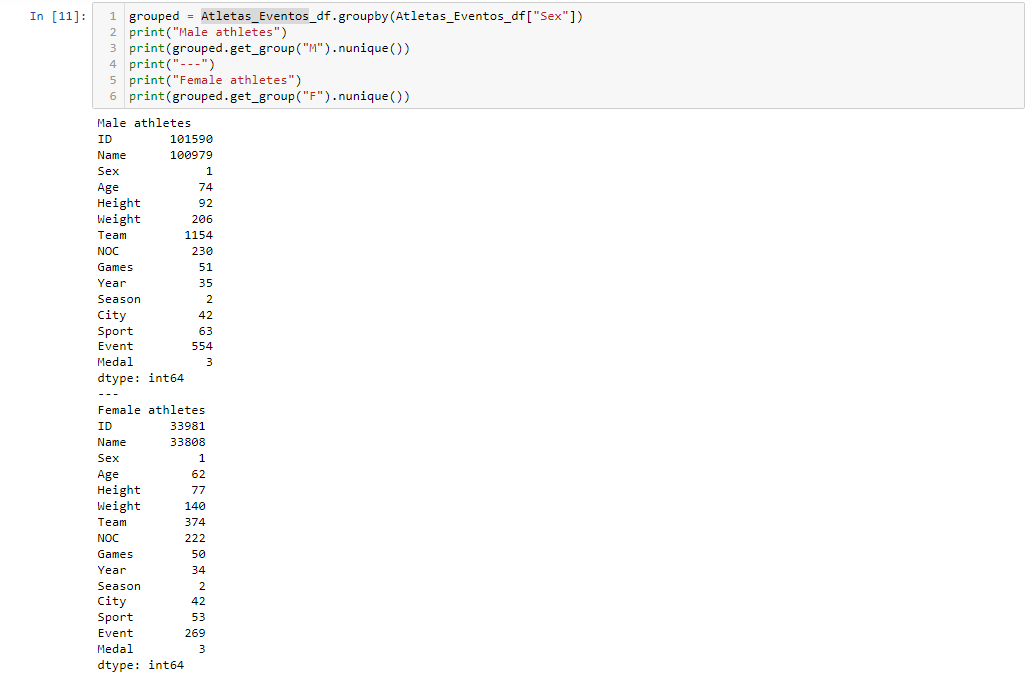 In [11]:
1 grouped = Atletas_Eventos_df.groupby(Atletas_Eventos_df["Sex"])
2 print("Male athletes")
3 print(grouped.get_group("M").nunique())
4 print("---")
5 print("Female athletes")
6 print(grouped.get_group("F").nunique())
Male athletes
ID 101590
Name 100979
Sex 1
Age 74
Height 92
Weight 206
Team 1154
NOC 230
Games 51
Year 35
Season 2
City 42
Sport 63
Event 554
Medal 3
dtype: int64
---
Female athletes
ID 33981
Name 33808
Sex 1
Age 62
Height 77
Weight 140
Team 374
NOC 222
Games 50
Year 34
Season 2
City 42
Sport 53
Event 269
Medal 3
dtype: int64